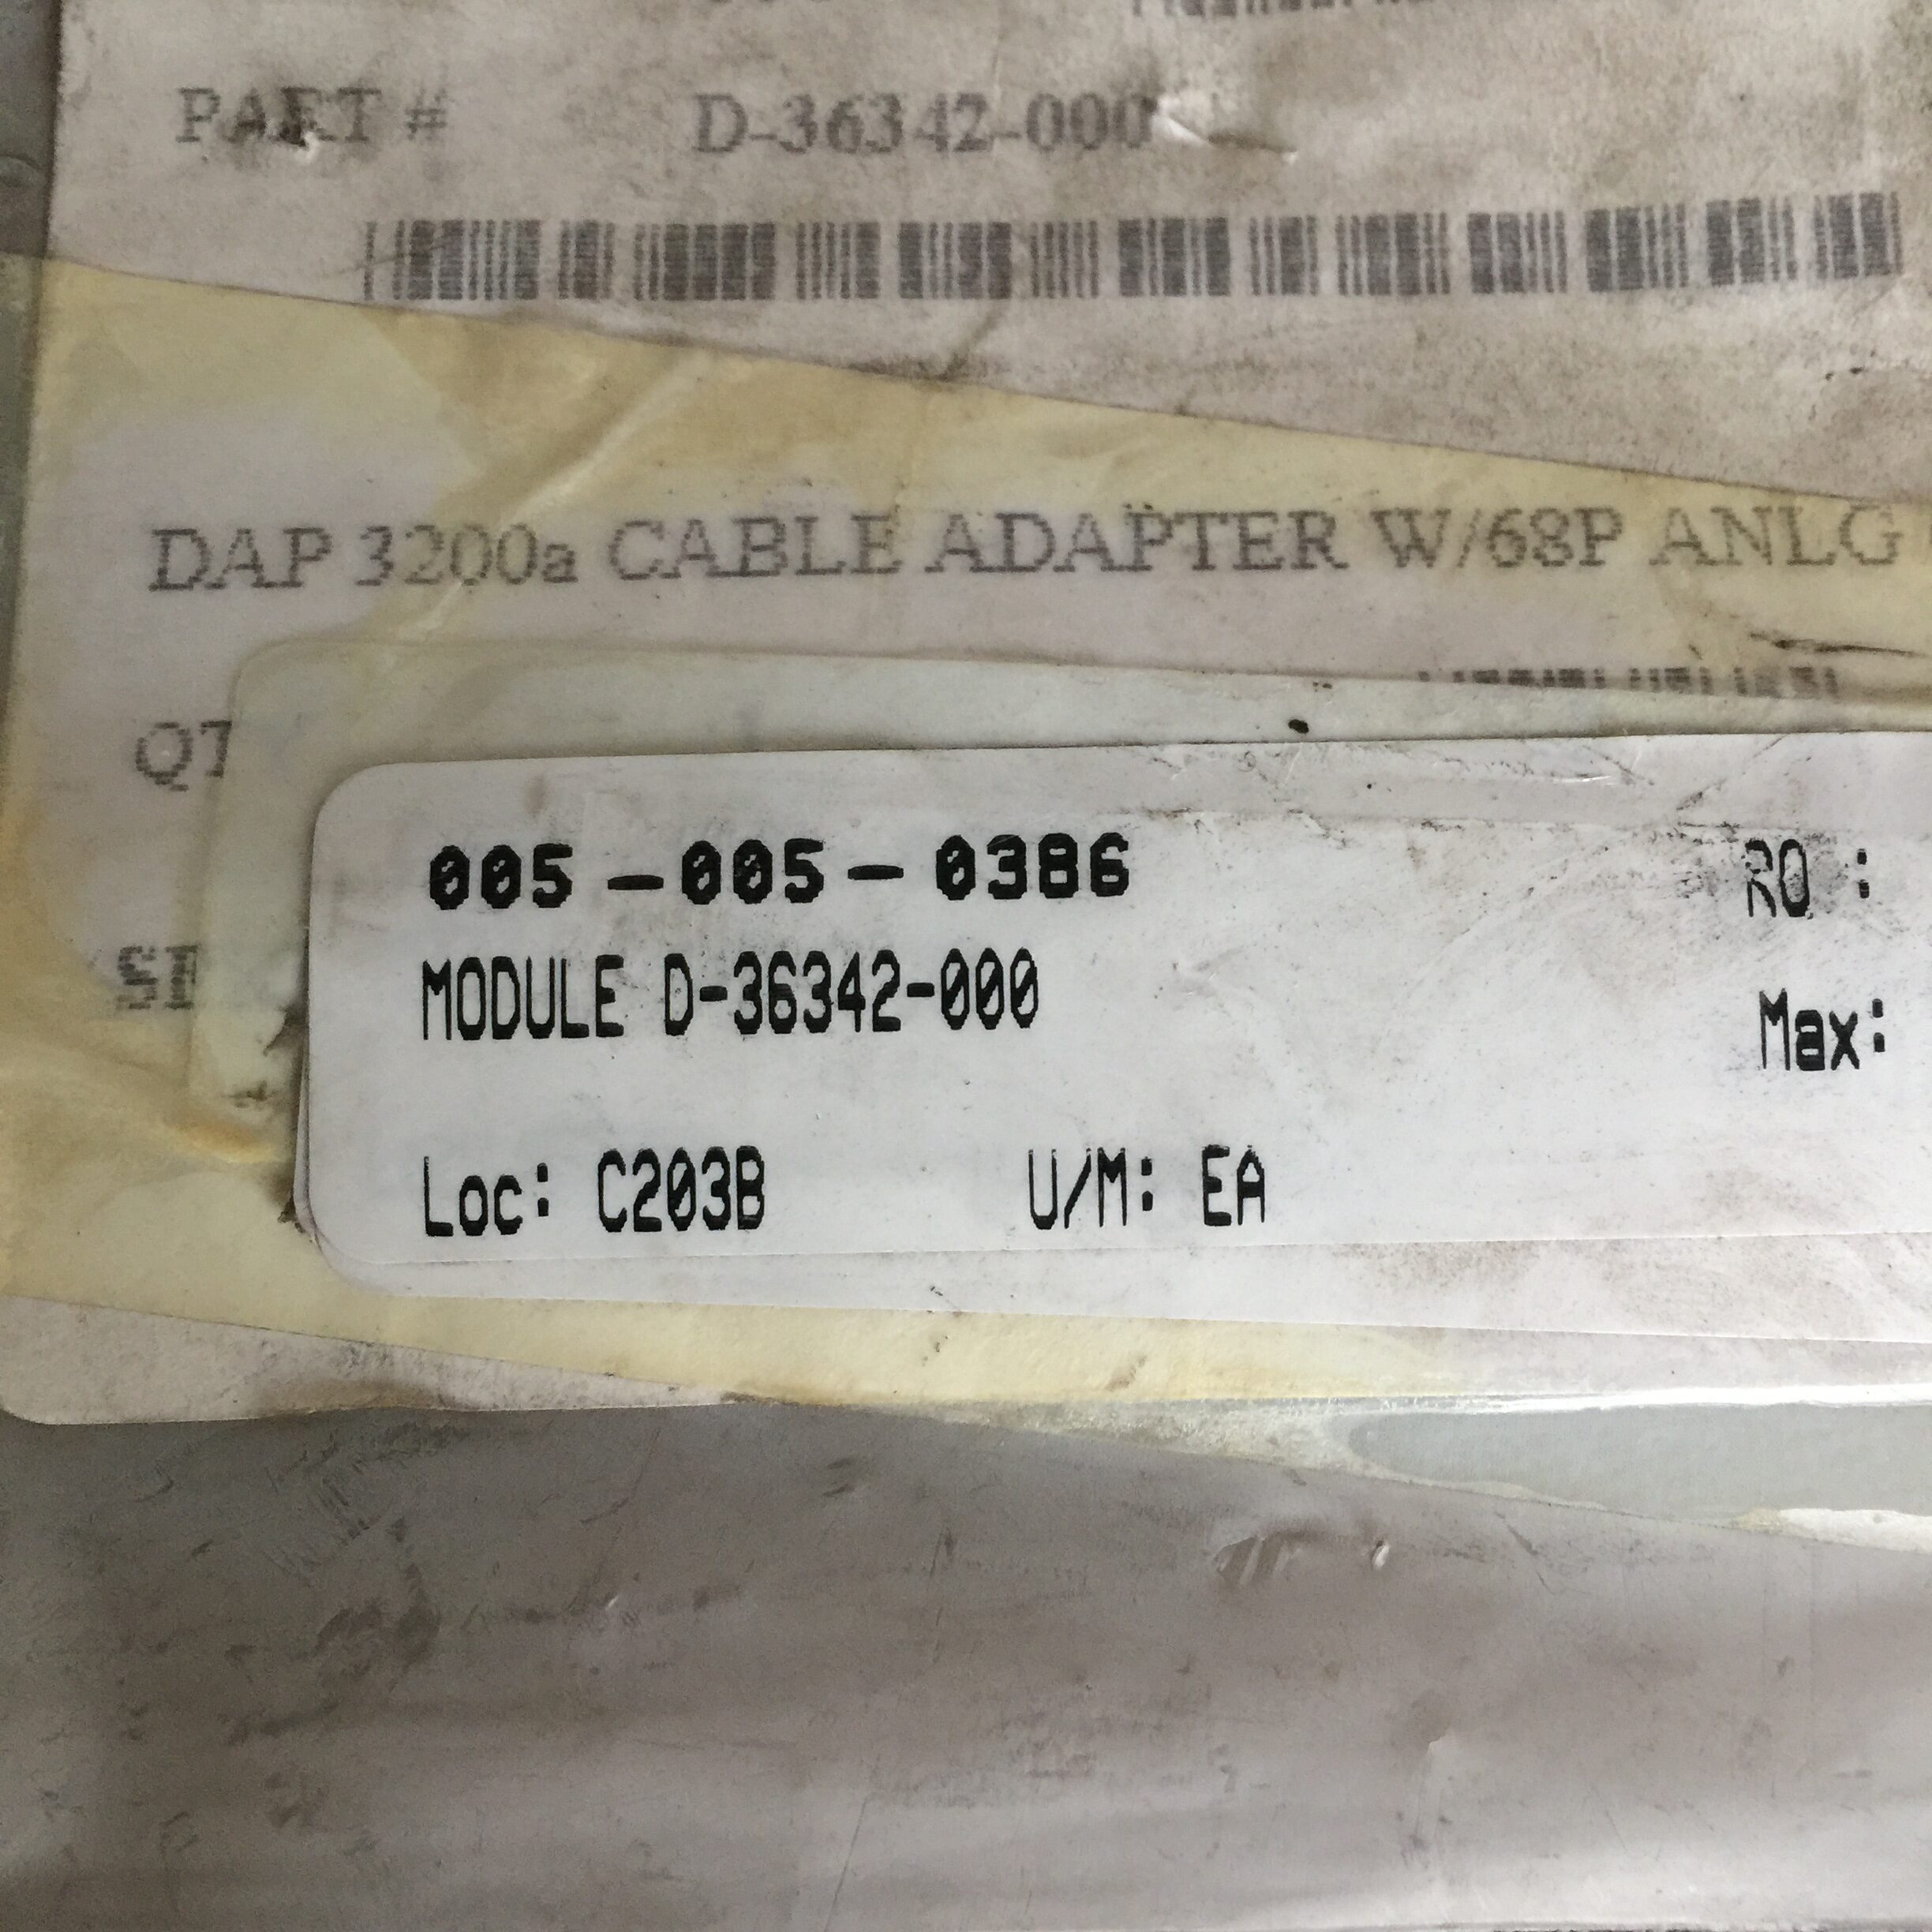 PART # D-36342-000
DAP 3200a CABLE ADAPTER W/68P ANLG
QT
005-005-0386 RO :
MODULE D-36342-000 Max:
Loc: C203B U/M: EA